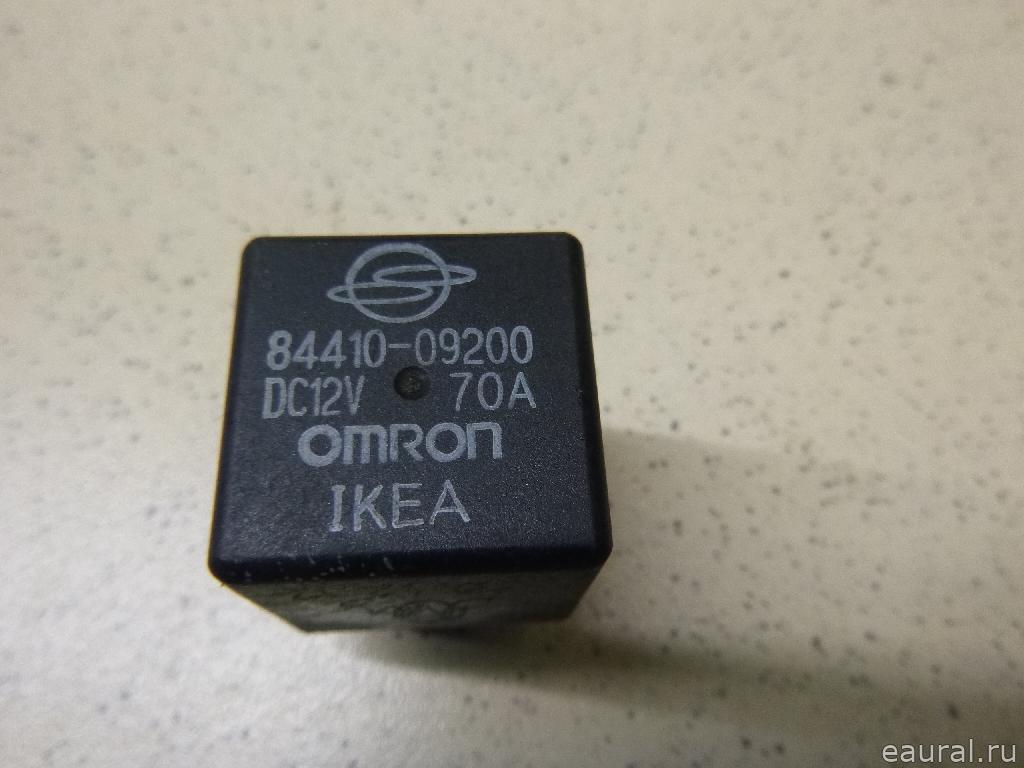 84410-09200
DC12V 70A
OMRON
IKEA
eaural.ru